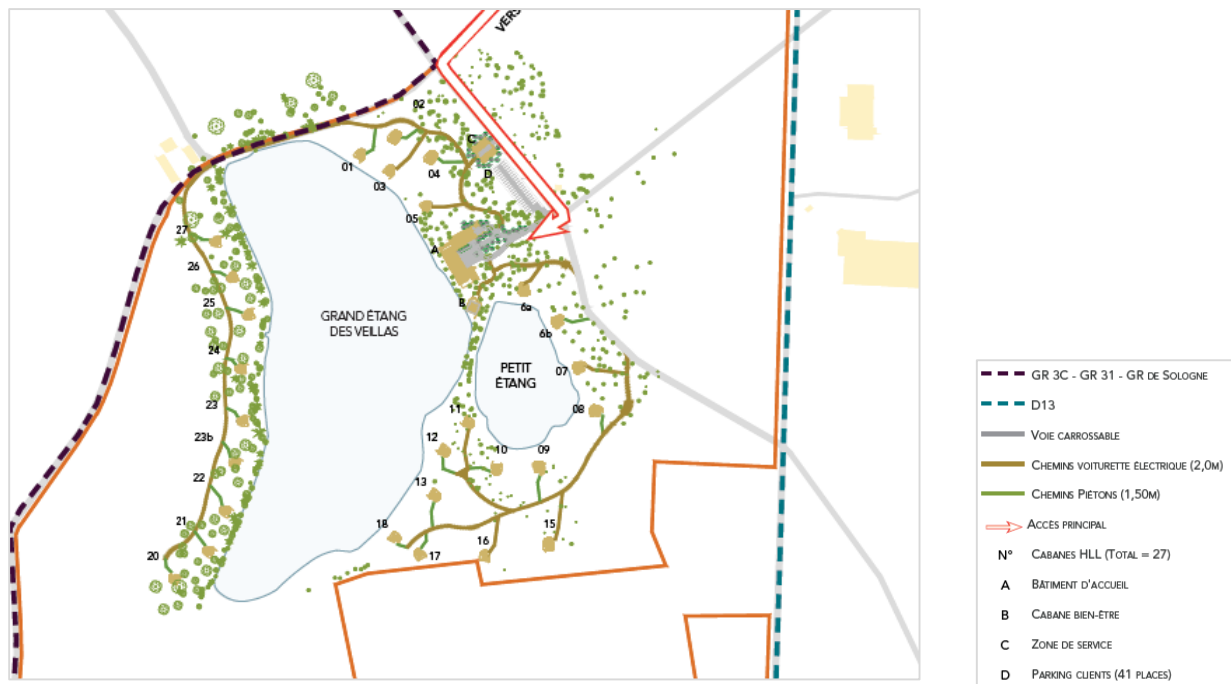 VERS
02
C
01
03
04
D
05
27
A
26
25
B
6a
GRAND ÉTANG
DES VEILLAS
6b
24
PETIT
ÉTANG
07
23
11
08
23b
12
10
09
22
13
21
18
15
20
17
16
GR 3C - GR 31 - GR DE SOLOGNE
D13
VOIE CARROSSABLE
CHEMINS VOITURETTE ÉLECTRIQUE (2,0M)
CHEMINS PIÉTONS (1,50M)
ACCÈS PRINCIPAL
N° CABANES HLL (TOTAL = 27)
A BÂTIMENT D'ACCUEIL
B CABANE BIEN-ÊTRE
C ZONE DE SERVICE
D PARKING CLIENTS (41 PLACES)